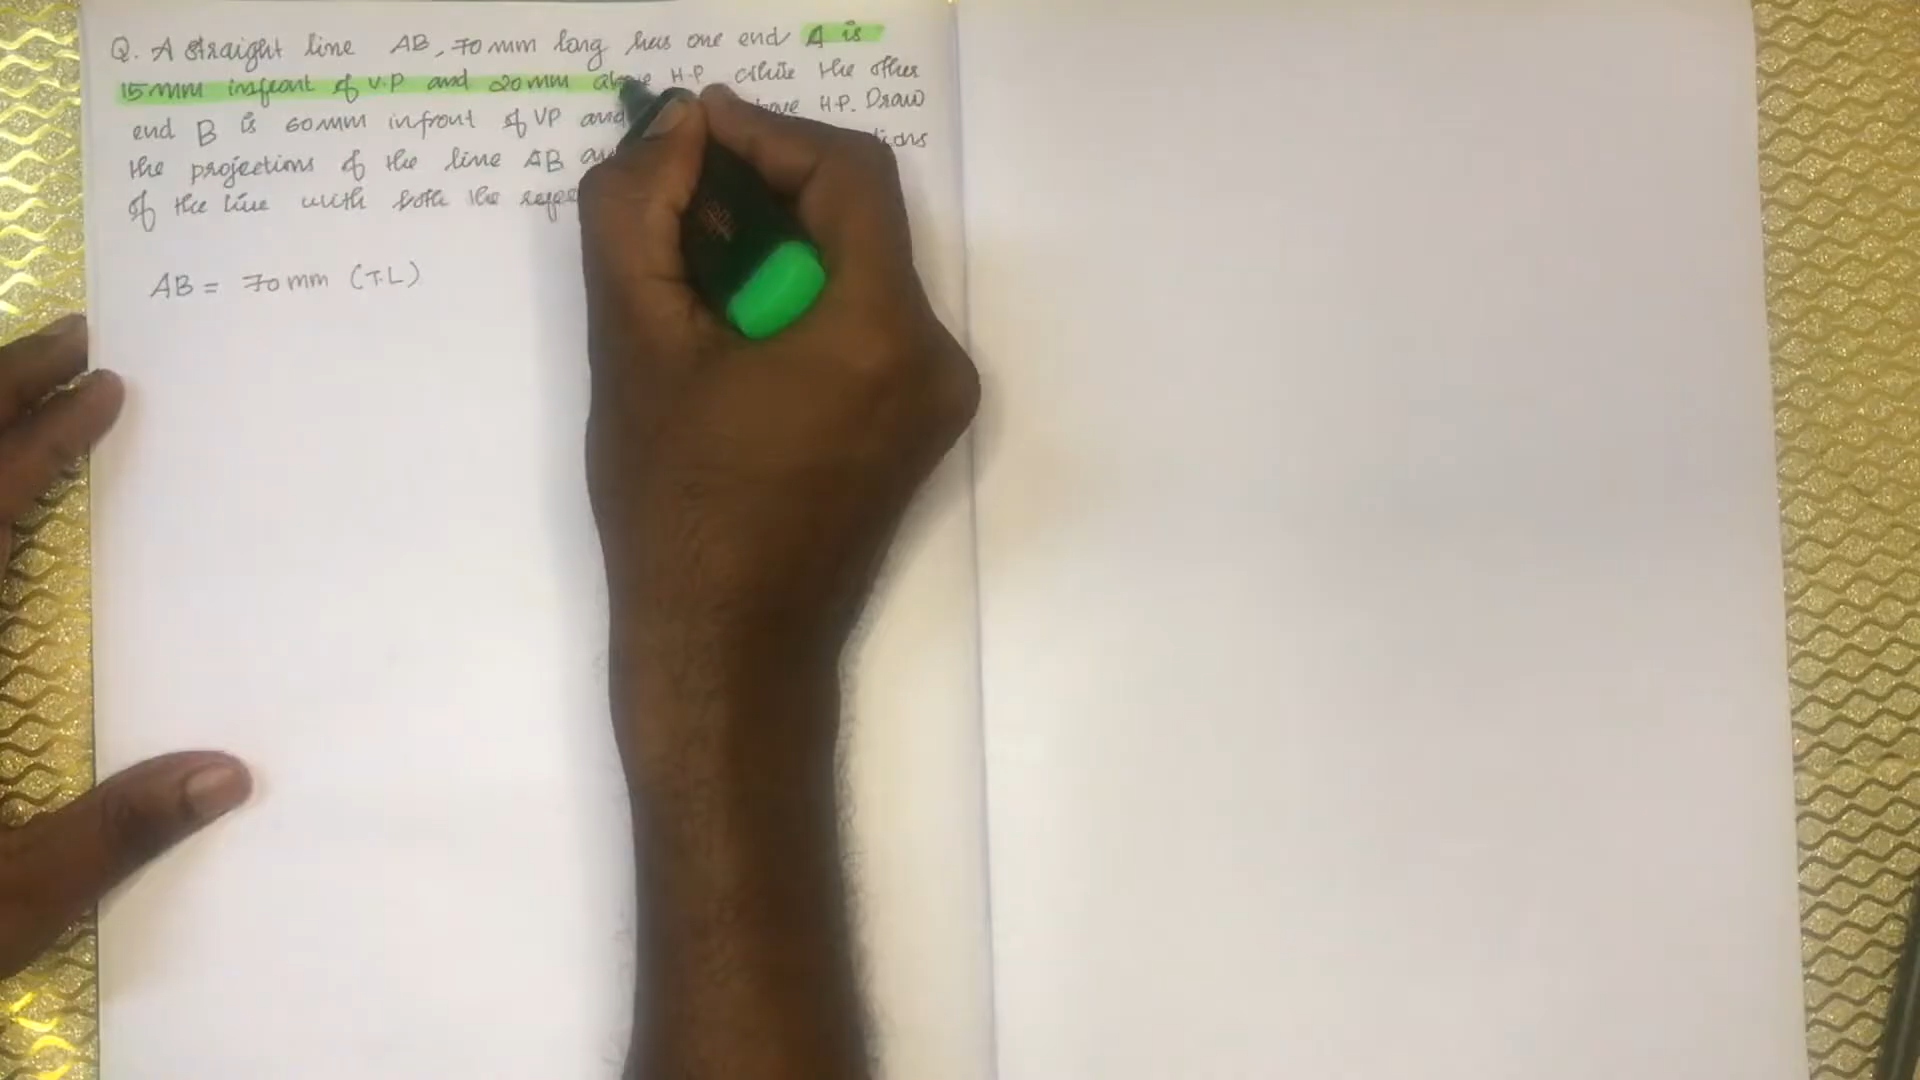 Q. A straight line AB, 70mm long has one end A is
15mm infront of V.P and 20mm above H.P while the other
end B is 60mm infront of VP and above H.P. Draw
the projections of the line AB
of the line with both the
AB = 70mm (T.L)